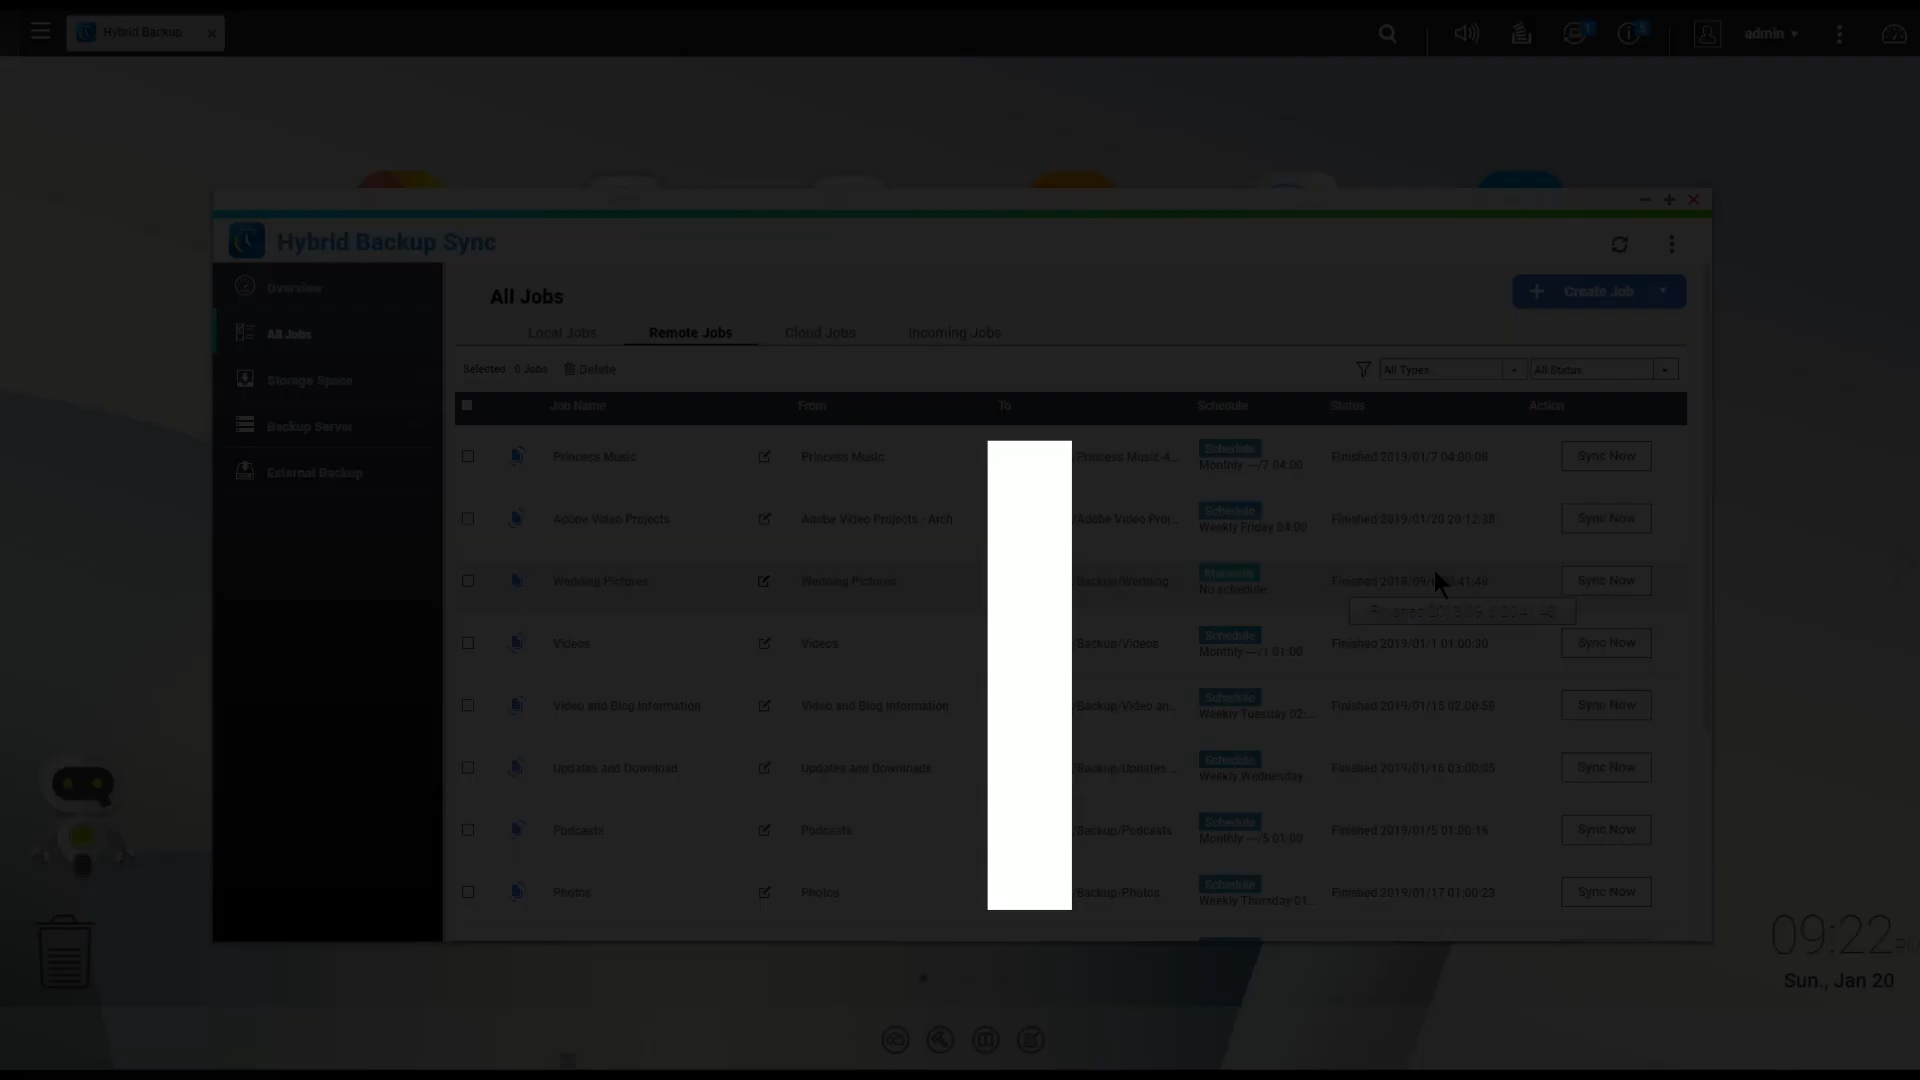 Hybrid Backup
1
5
admin
Hybrid Backup Sync
Overview
All Jobs
Storage Space
Backup Server
External Backup
All Jobs
Create Job
Local Jobs Remote Jobs Cloud Jobs Incoming Jobs
Selected : 0 Jobs Delete
All Types
All Status
Job Name From To Schedule Status Action
Princess Music Princess Music /Princess Music-4... Schedule Finished 2019/01/7 04:00:08 Sync Now
Monthly ---/7 04:00
Adobe Video Projects Adobe Video Projects - Arch /Adobe Video Proj... Schedule Finished 2019/01/20 20:12:38 Sync Now
Weekly Friday 04:00
Wedding Pictures Wedding Pictures Backup/Wedding Manually Finished 2018/09/ 0:41:48 Sync Now
No schedule
Finished 2018/09/
Videos Videos /Backup/Videos Schedule Finished 2019/01/1 01:00:30 Sync Now
Monthly ---/1 01:00
Video and Blog Information Video and Blog Information /Backup/Video an... Schedule Finished 2019/01/15 02:00:58 Sync Now
Weekly Tuesday 02:...
Updates and Download Updates and Downloads /Backup/Updates ... Schedule Finished 2019/01/16 03:00:05 Sync Now
Weekly Wednesday
Podcasts Podcasts /Backup/Podcasts Schedule Finished 2019/01/5 01:00:16 Sync Now
Monthly ---/5 01:00
Photos Photos /Backup/Photos Schedule Finished 2019/01/17 01:00:23 Sync Now
Weekly Thursday 01...
09:22
Sun., Jan 20